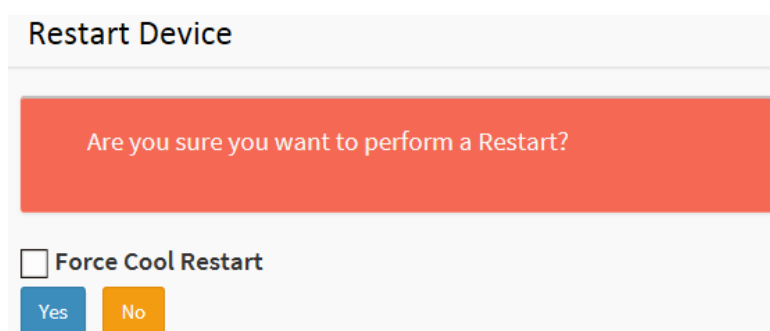 Restart Device
Are you sure you want to perform a Restart?
Force Cool Restart
Yes No